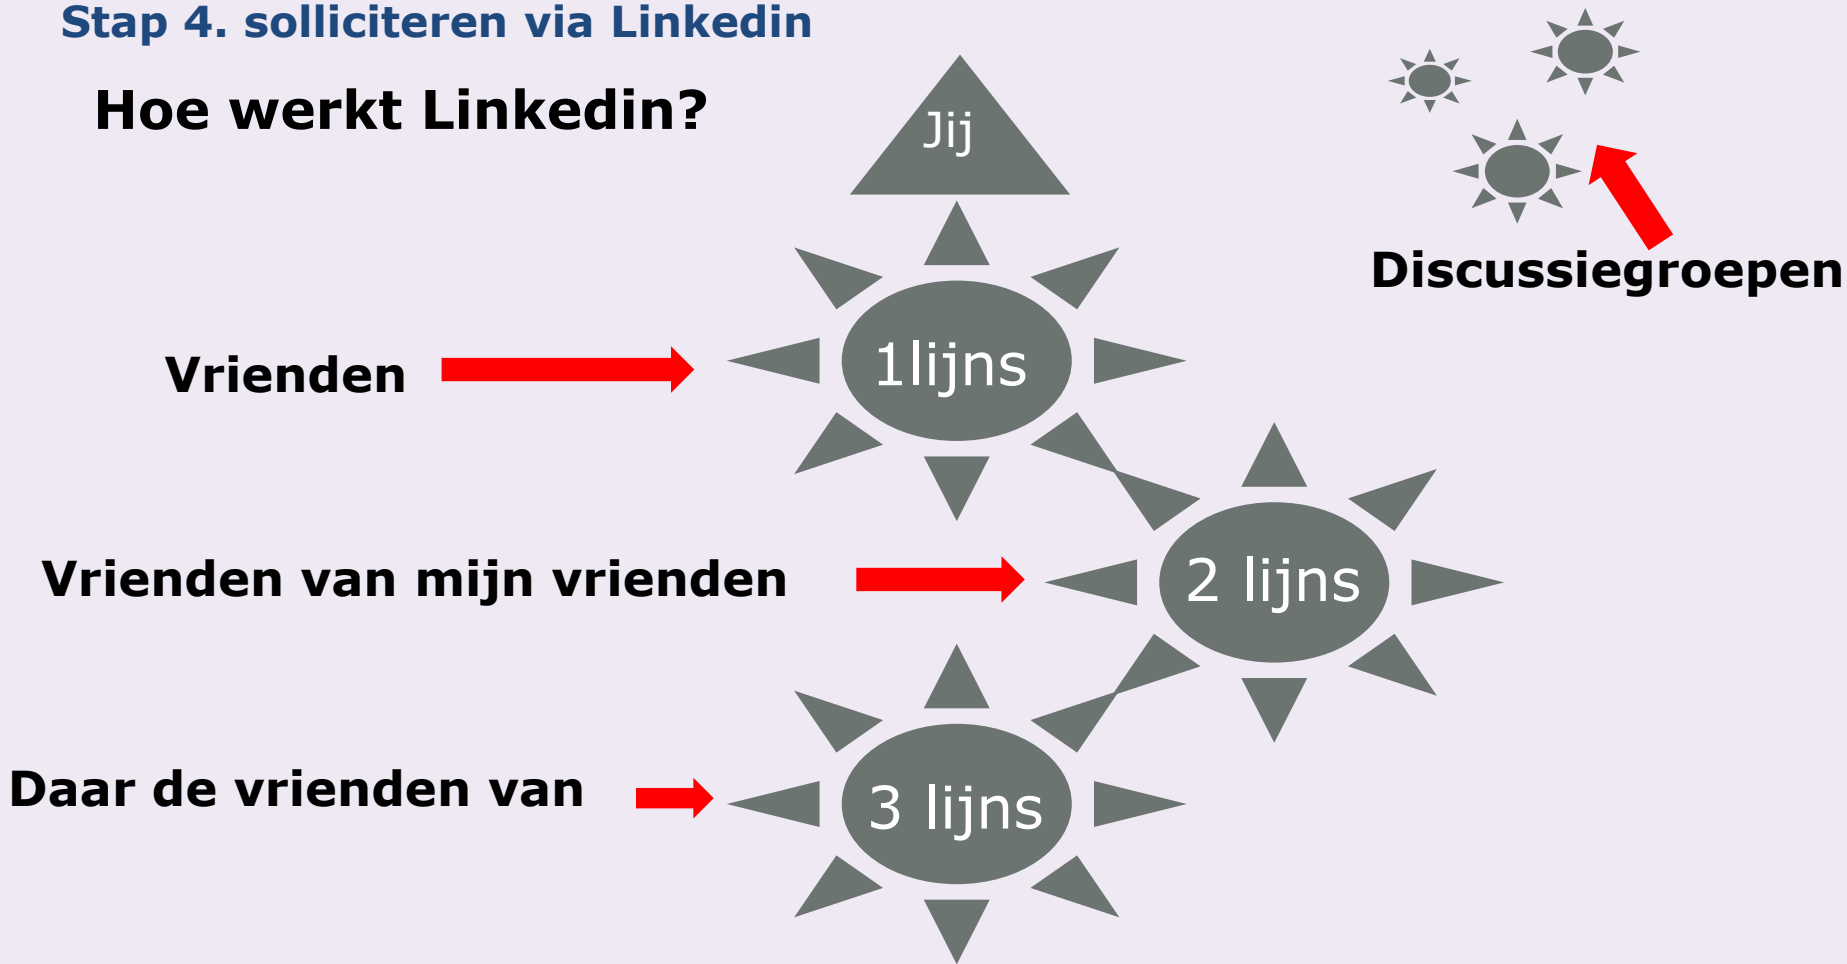 Stap 4. solliciteren via Linkedin
Hoe werkt Linkedin?
Jij
Discussiegroepen
Vrienden
1lijns
Vrienden van mijn vrienden
2 lijns
Daar de vrienden van
3 lijns